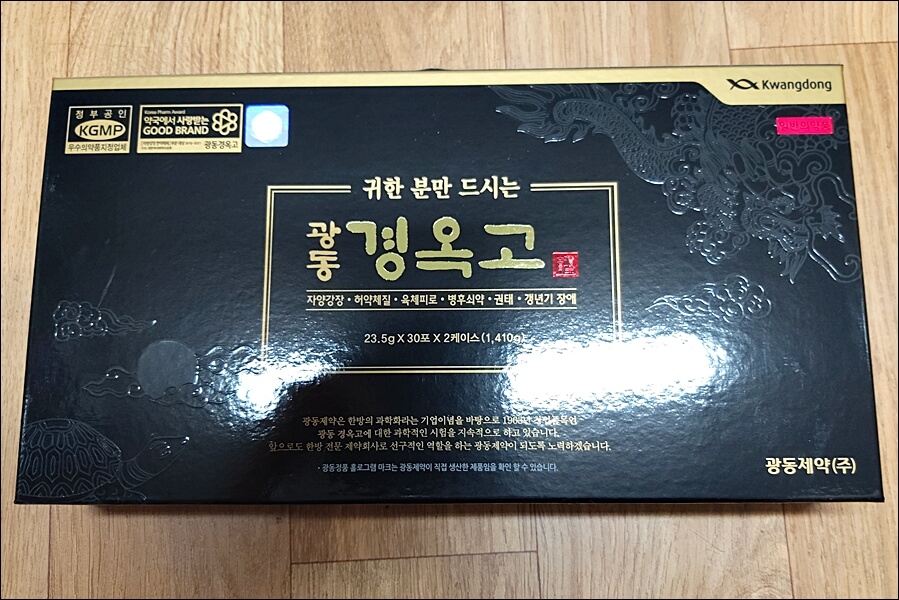 Kwangdong
정부공인
KGMP
우수의약품지정업체
Korea Pharm Award
약국에서 사랑받는
GOOD BRAND
광동경옥고
일반의약품
귀한 분만 드시는
광동 경옥고
자양강장 · 허약체질 · 육체피로 · 병후쇠약 · 권태 · 갱년기 장애
23.5g X 30포 X 2케이스(1,410g)
광동제약은 한방의 과학화라는 기업이념을 바탕으로
광동 경옥고에 대한 과학적인 시험을 지속적으로 하고 있습니다.
앞으로도 한방 전문 제약회사로 선구적인 역할을 하는 광동제약이 되도록 노력하겠습니다.
· 광동정품 홀로그램 마크는 광동제약이 직접 생산한 제품임을 확인 할 수 있습니다.
광동제약(주)